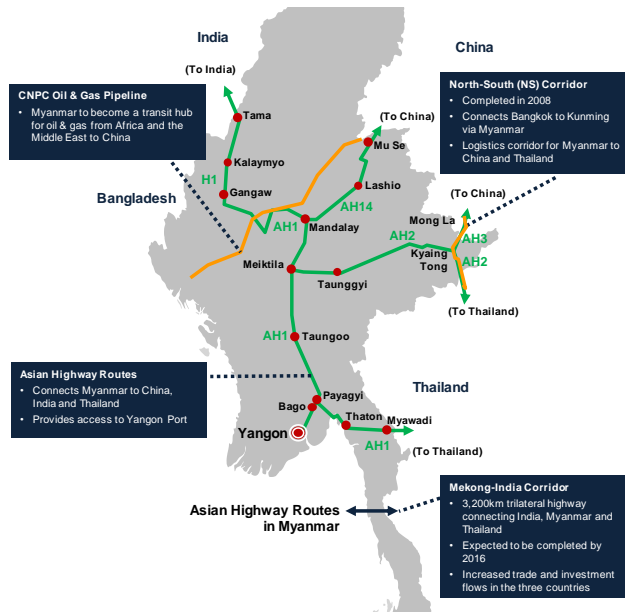 India
China
(To India)
CNPC Oil & Gas Pipeline
• Myanmar to become a transit hub
for oil & gas from Africa and the
Middle East to China
North-South (NS) Corridor
• Completed in 2008
• Connects Bangkok to Kunming
via Myanmar
• Logistics corridor for Myanmar to
China and Thailand
Tama
(To China)
Mu Se
Kalaymyo
H1
Gangaw
Lashio
Bangladesh
AH14
(To China)
Mong La
AH1
Mandalay
AH2
AH3
Kyaing
Tong
AH2
Meiktila
Taunggyi
(To Thailand)
AH1
Taungoo
Asian Highway Routes
• Connects Myanmar to China,
India and Thailand
• Provides access to Yangon Port
Thailand
Payagyi
Bago
Thaton
Myawadi
Yangon
AH1
(To Thailand)
Asian Highway Routes
in Myanmar
Mekong-India Corridor
• 3,200km trilateral highway
connecting India, Myanmar and
Thailand
• Expected to be completed by
2016
• Increased trade and investment
flows in the three countries